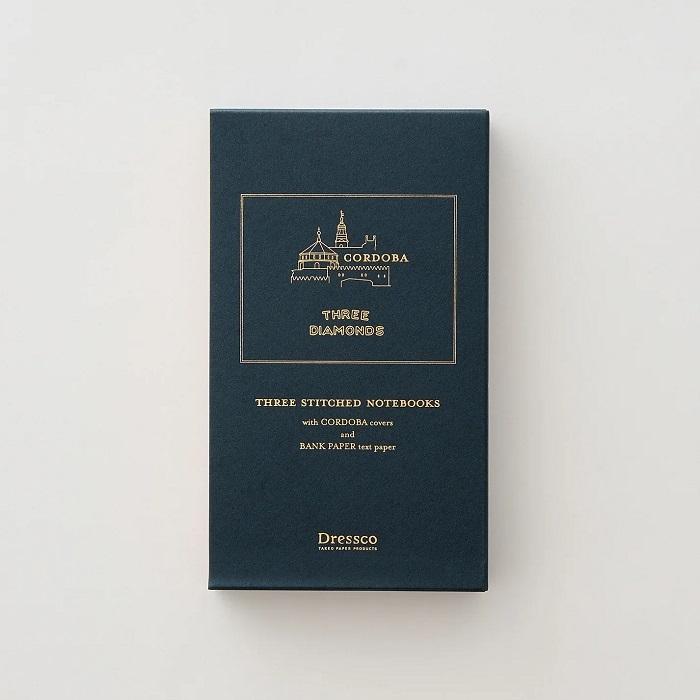 CORDOBA
THREE
DIAMONDS
THREE STITCHED NOTEBOOKS
with CORDOBA covers
and
BANK PAPER text paper
Dressco
TAKEO PAPER PRODUCTS